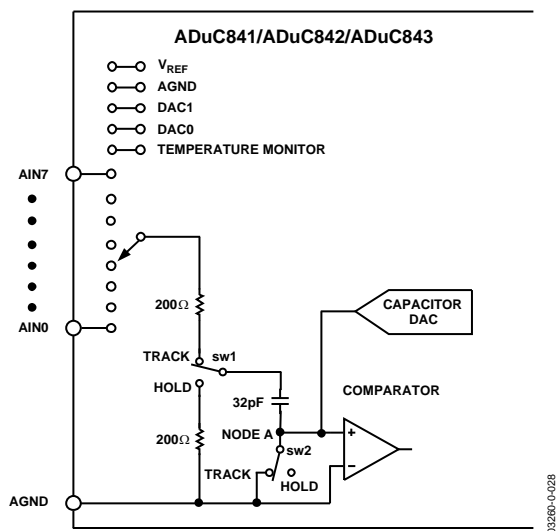 ADuC841/ADuC842/ADuC843
VREF
AGND
DAC1
DAC0
TEMPERATURE MONITOR
AIN7
AIN0
200Ω
CAPACITOR
DAC
TRACK
sw1
HOLD
32pF
COMPARATOR
200Ω
NODE A
+
sw2
–
TRACK
HOLD
AGND
03260-0-028